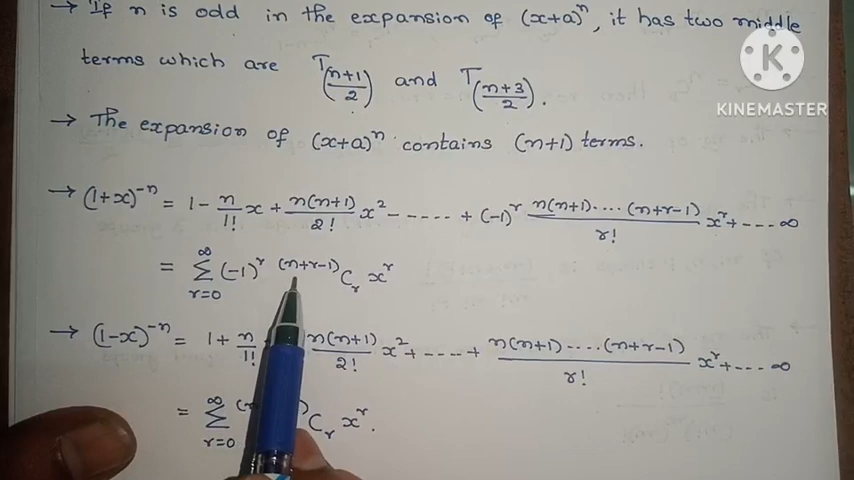 → If n is odd in the expansion of (x+a)^n, it has two middle
terms which are T_((n+1)/2) and T_((n+3)/2).
→ The expansion of (x+a)^n contains (n+1) terms.
→ (1+x)^-n = 1 - n/1! x + n(n+1)/2! x^2 - ----- + (-1)^r n(n+1)....(n+r-1)/r! x^r + ---- ∞
= ∑_{r=0}^{∞} (-1)^r ^(n+r-1)C_r x^r
→ (1-x)^-n = 1 + n/1! n(n+1)/2! x^2 + ----- + n(n+1)....(n+r-1)/r! x^r + ---- ∞
= ∑_{r=0}^{∞} ( ) C_r x^r.
K
KINEMASTER